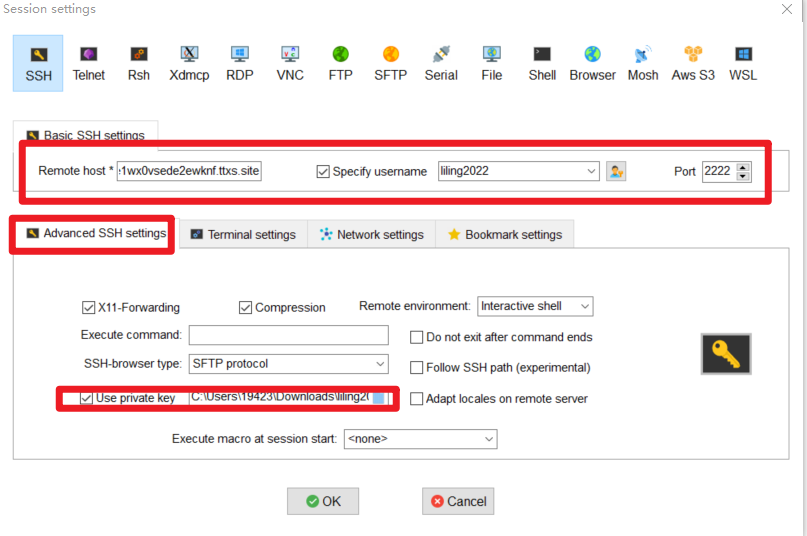 Session settings
SSH Telnet Rsh Xdmcp RDP VNC FTP SFTP Serial File Shell Browser Mosh Aws S3 WSL
Basic SSH settings
Remote host * 1wx0vsede2ewknf.ttxs.site Specify username liling2022 Port 2222
Advanced SSH settings Terminal settings Network settings Bookmark settings
X11-Forwarding Compression Remote environment: Interactive shell
Execute command: Do not exit after command ends
SSH-browser type: SFTP protocol Follow SSH path (experimental)
Use private key C:\Users\19423\Downloads\liling20 Adapt locales on remote server
Execute macro at session start: <none>
OK Cancel